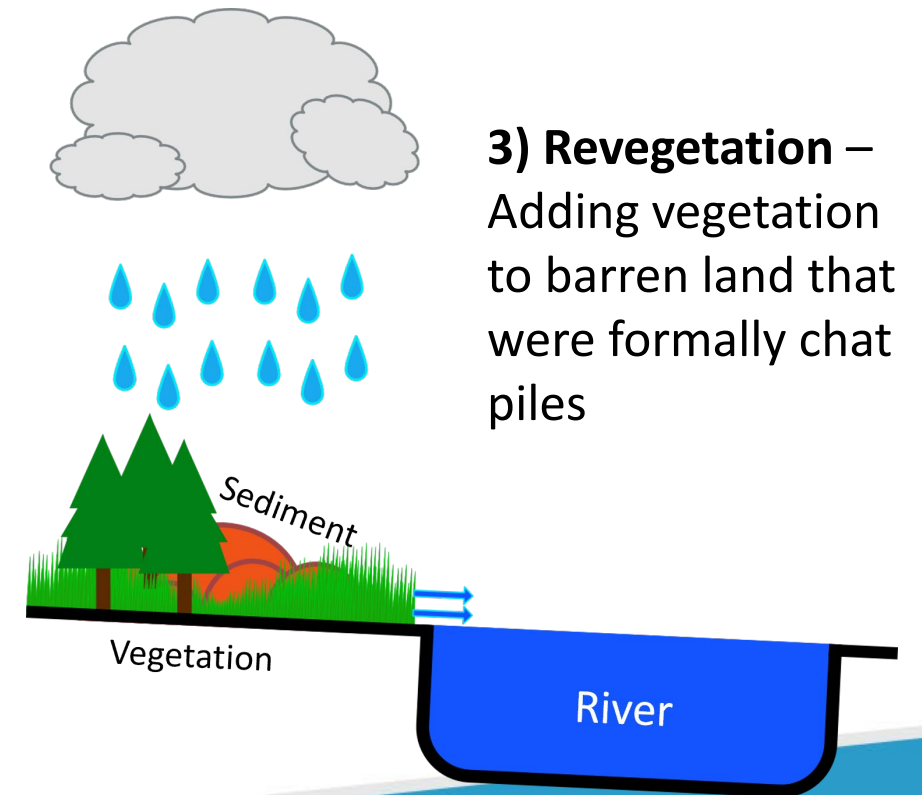 3) Revegetation –
Adding vegetation
to barren land that
were formally chat
piles
Sediment
Vegetation
River